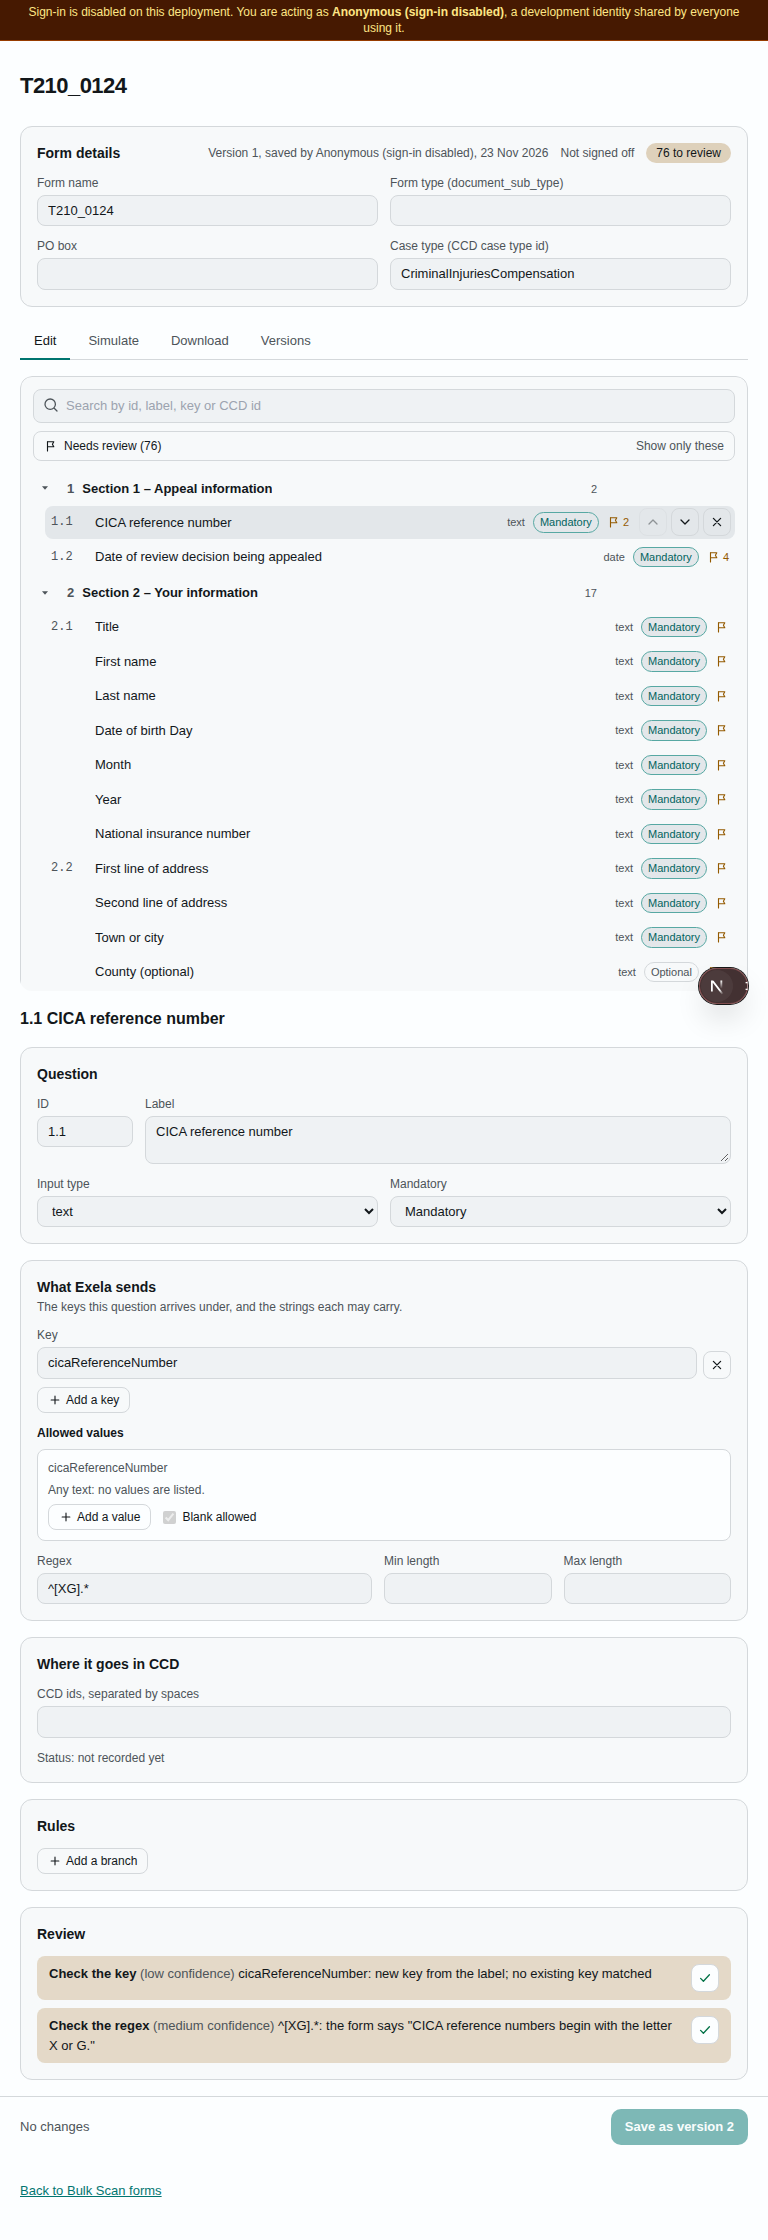 Sign-in is disabled on this deployment. You are acting as Anonymous (sign-in disabled), a development identity shared by everyone
using it.
T210_0124
Form details
Version 1, saved by Anonymous (sign-in disabled), 23 Nov 2026
Not signed off
76 to review
Form name
Form type (document_sub_type)
T210_0124
PO box
Case type (CCD case type id)
CriminalInjuriesCompensation
Edit
Simulate
Download
Versions
Search by id, label, key or CCD id
Needs review (76)
Show only these
1 Section 1 – Appeal information 2
1.1 CICA reference number text Mandatory 2
1.2 Date of review decision being appealed date Mandatory 4
2 Section 2 – Your information 17
2.1 Title text Mandatory
First name text Mandatory
Last name text Mandatory
Date of birth Day text Mandatory
Month text Mandatory
Year text Mandatory
National insurance number text Mandatory
2.2 First line of address text Mandatory
Second line of address text Mandatory
Town or city text Mandatory
County (optional) text Optional
N
1.1 CICA reference number
Question
ID
Label
1.1
CICA reference number
Input type
Mandatory
text
Mandatory
What Exela sends
The keys this question arrives under, and the strings each may carry.
Key
cicaReferenceNumber
Add a key
Allowed values
cicaReferenceNumber
Any text: no values are listed.
Add a value
Blank allowed
Regex
Min length
Max length
^[XG].*
Where it goes in CCD
CCD ids, separated by spaces
Status: not recorded yet
Rules
Add a branch
Review
Check the key (low confidence) cicaReferenceNumber: new key from the label; no existing key matched
Check the regex (medium confidence) ^[XG].*: the form says "CICA reference numbers begin with the letter
X or G."
No changes
Save as version 2
Back to Bulk Scan forms